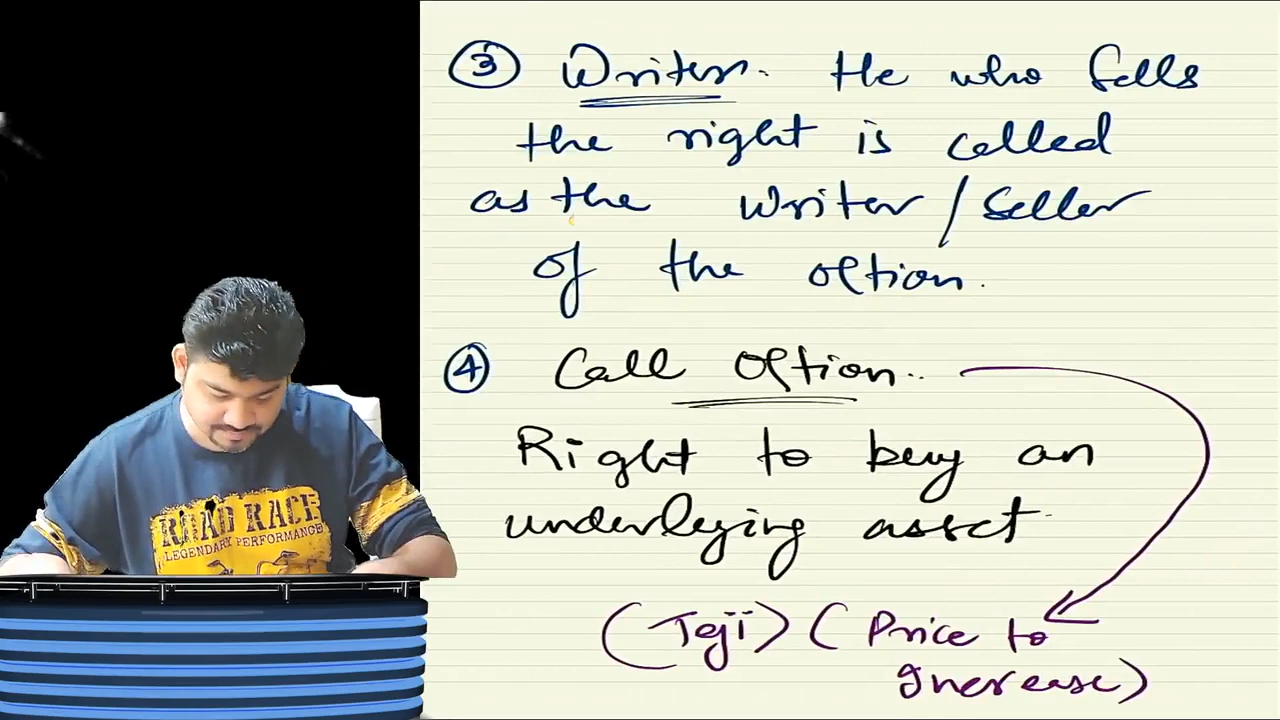 ③ Writer. He who sells
the right is called
as the writer / seller
of the option.
④ Call Option..
Right to buy an
underlying asset.
(Teji) (Price to
increase)
ROAD RACE
LEGENDARY PERFORMANCE